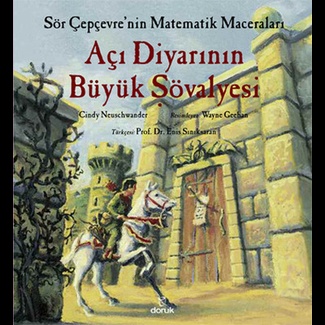 Sör Çepçevre'nin Matematik Maceraları
Açı Diyarının
Büyük Şövalyesi
Cindy Neuschwander
Resimleyen Wayne Geehan
Türkçesi Prof. Dr. Enis Sınıksaran
doruk